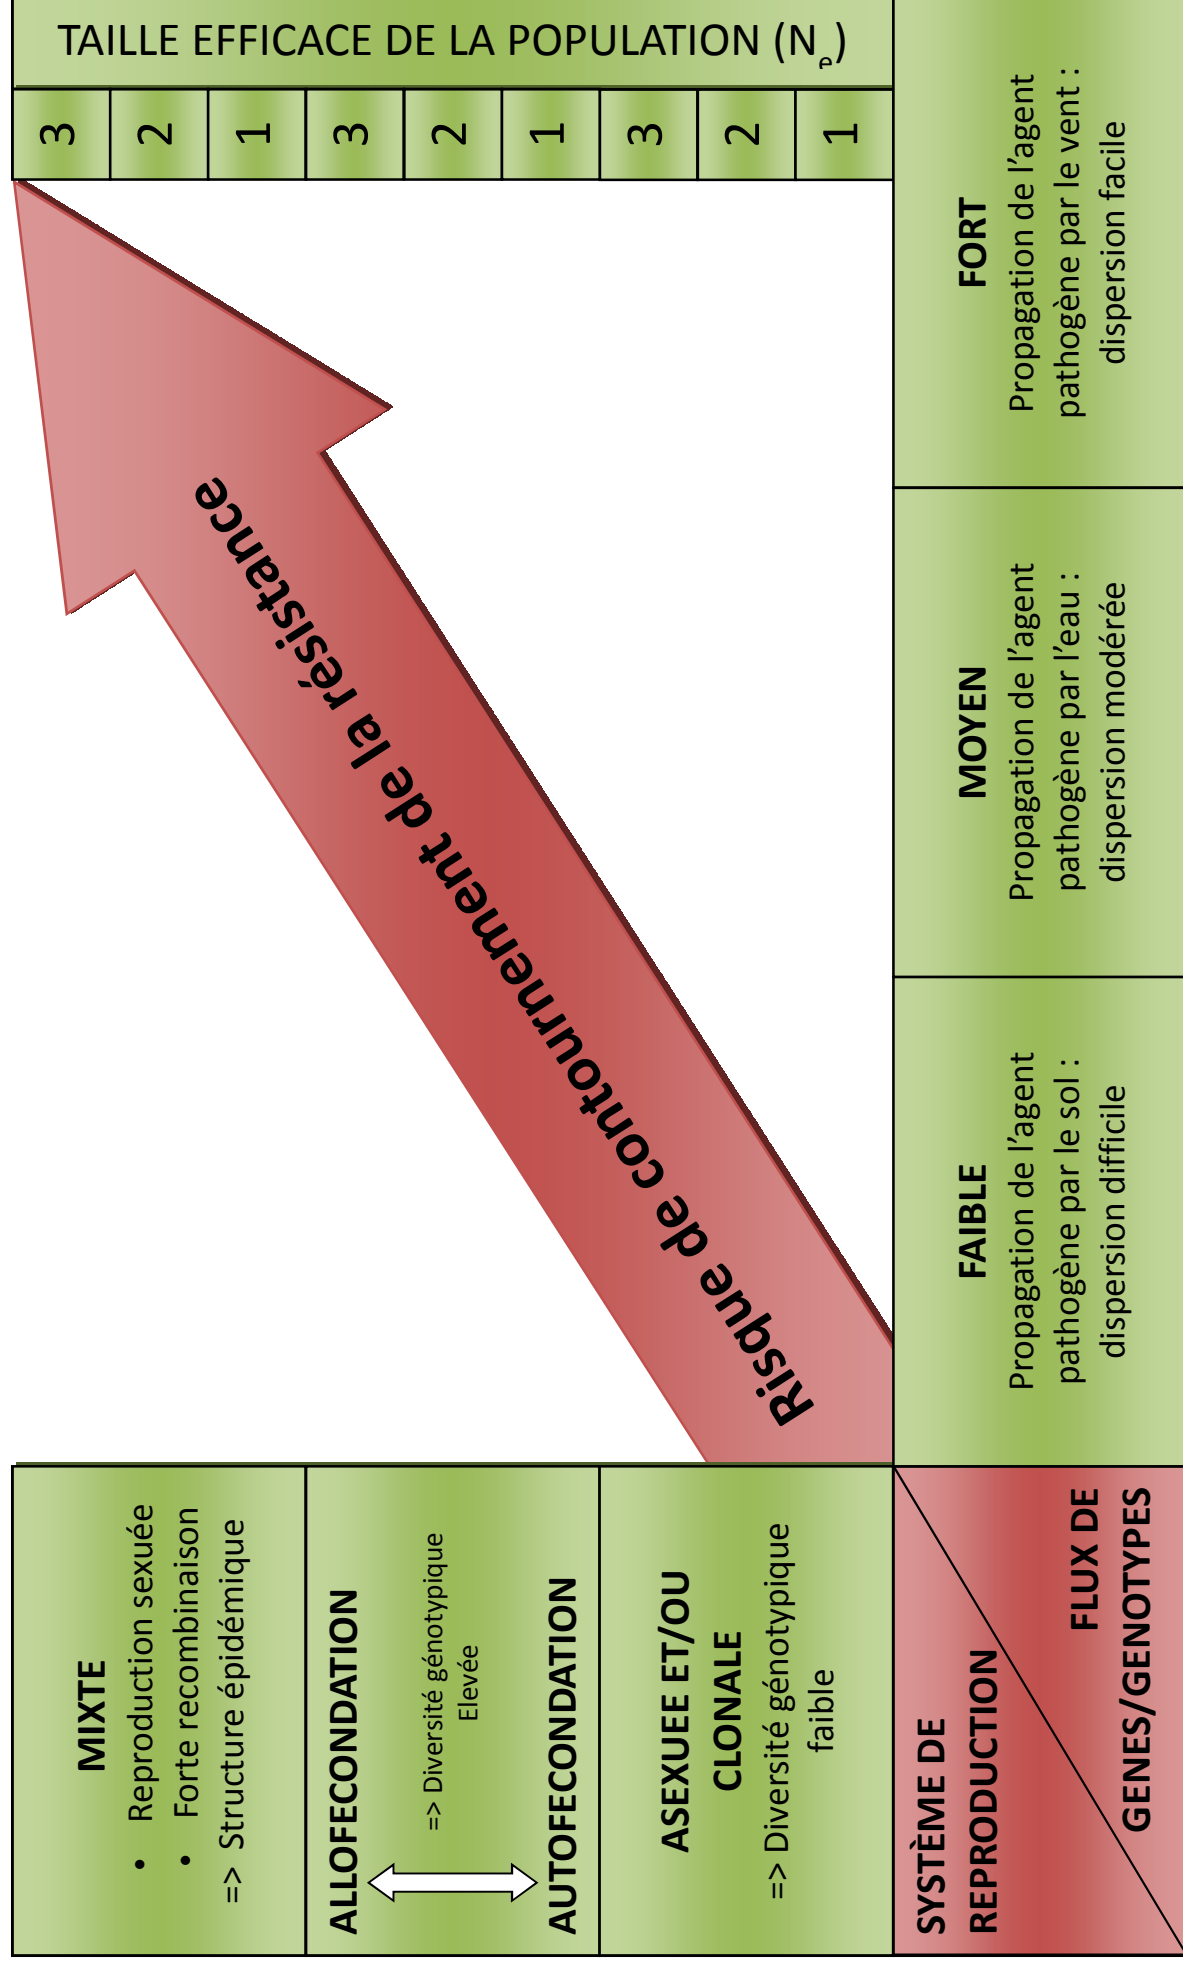 MIXTE
• Reproduction sexuée
• Forte recombinaison
=> Structure épidémique
ALLOFECONDATION
=> Diversité génotypique
Elevée
AUTOFECONDATION
ASEXUEE ET/OU
CLONALE
=> Diversité génotypique
faible
SYSTÈME DE
REPRODUCTION
FLUX DE
GENES/GENOTYPES
Risque de contournement de la résistance
FAIBLE
Propagation de l'agent
pathogène par le sol :
dispersion difficile
MOYEN
Propagation de l'agent
pathogène par l'eau :
dispersion modérée
FORT
Propagation de l'agent
pathogène par le vent :
dispersion facile
3
2
1
3
2
1
3
2
1
TAILLE EFFICACE DE LA POPULATION (Ne)